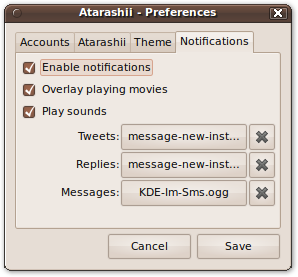 Atarashii - Preferences
Accounts Atarashii Theme Notifications
Enable notifications
Overlay playing movies
Play sounds
Tweets: message-new-inst...
Replies: message-new-inst...
Messages: KDE-Im-Sms.ogg
Cancel Save